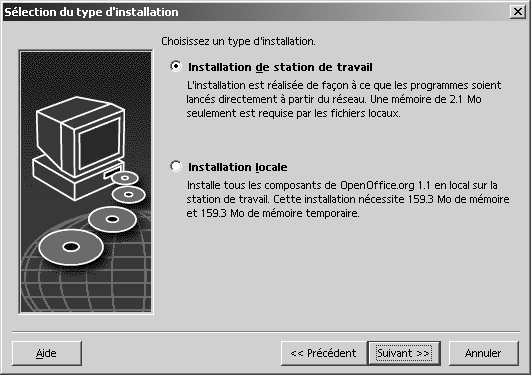 Sélection du type d'installation
Choisissez un type d'installation.
Installation de station de travail
L'installation est réalisée de façon à ce que les programmes soient
lancés directement à partir du réseau. Une mémoire de 2.1 Mo
seulement est requise par les fichiers locaux.
Installation locale
Installe tous les composants de OpenOffice.org 1.1 en local sur la
station de travail. Cette installation nécessite 159.3 Mo de mémoire
et 159.3 Mo de mémoire temporaire.
Aide
<< Précédent
Suivant >>
Annuler